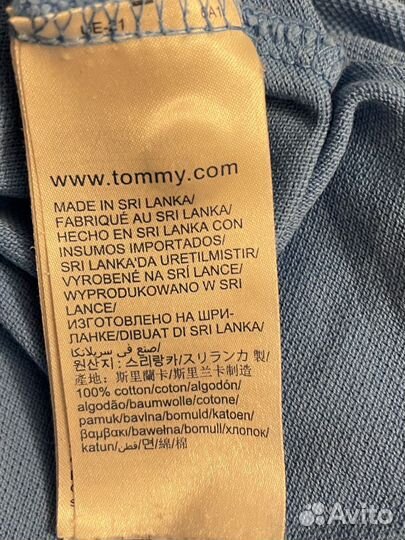 www.tommy.com
MADE IN SRI LANKA/
FABRIQUÉ AU SRI LANKA/
HECHO EN SRI LANKA CON
INSUMOS IMPORTADOS/
SRI LANKA'DA URETILMISTIR/
VYROBENÉ NA SRÍ LANCE/
WYPRODUKOWANO W SRI
LANCE/
ИЗГОТОВЛЕНО НА ШРИ-
ЛАНКЕ/DIBUAT DI SRI LANKA/
صنع فى سريلانكا/
원산지 : 스리랑카/スリランカ 製/
產地：斯里蘭卡/斯里兰卡制造
100% cotton/coton/algodón/
algodão/baumwolle/cotone/
pamuk/bavlna/bomuld/katoen/
βαμβακι/bawełna/bomull/хлопок/
katun/قطن/면/綿/棉
Avito